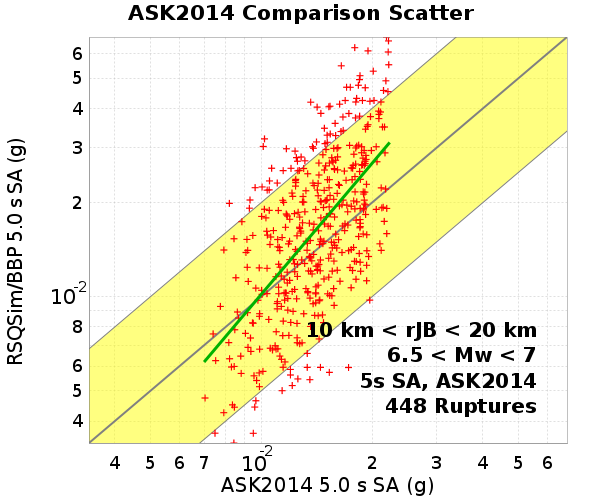 ASK2014 Comparison Scatter
RSQSim/BBP 5.0 s SA (g)
6
5
4
3
2
10-2
8
6
5
4
10 km < rJB < 20 km
6.5 < Mw < 7
5s SA, ASK2014
448 Ruptures
4 5 6 7 10-2 2 3 4 5 6
ASK2014 5.0 s SA (g)